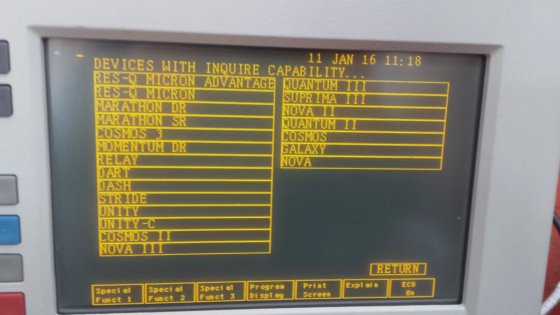 11 JAN 16 11:18
DEVICES WITH INQUIRE CAPABILITY...
RES-Q MICRON ADVANTAGE
RES-Q MICRON
MARATHON DR
MARATHON SR
COSMOS 3
MOMENTUM DR
RELAY
DART
DASH
STRIDE
UNITY
UNITY-C
COSMOS II
NOVA III
QUANTUM III
SUPRIMA III
NOVA II
QUANTUM II
COSMOS
GALAXY
NOVA
RETURN
Special Funct 1
Special Funct 2
Special Funct 3
Program Display
Print Screen
Explain
ECG On